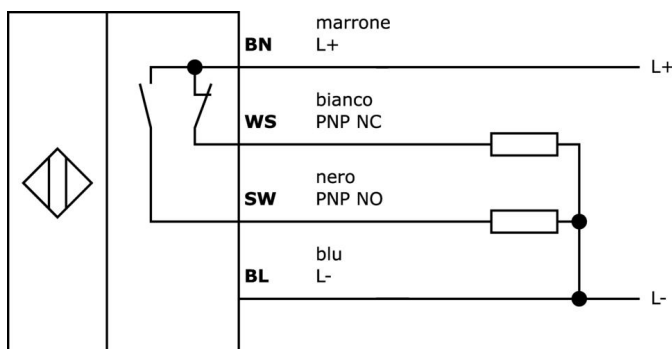 marrone
BN L+
L+
bianco
WS PNP NC
nero
SW PNP NO
blu
BL L-
L-